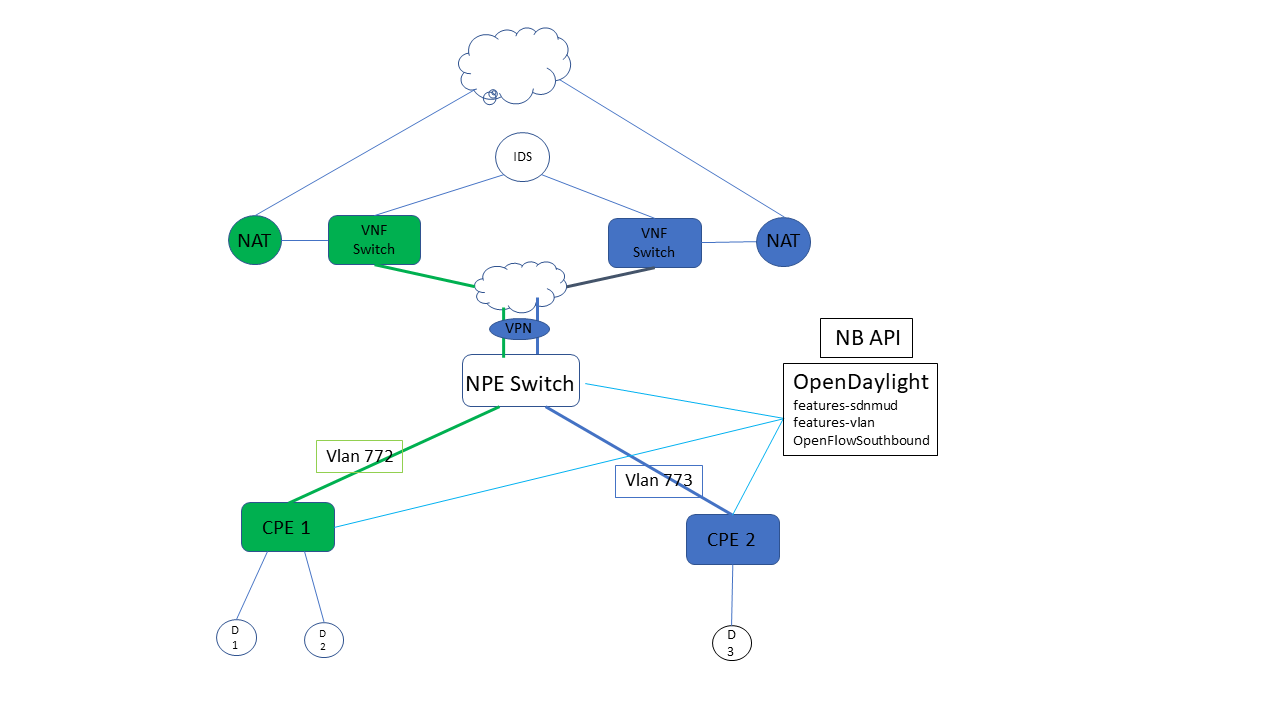 IDS
NAT
VNF
Switch
VNF
Switch
NAT
VPN
NB API
NPE Switch
OpenDaylight
features-sdnmud
features-vlan
OpenFlowSouthbound
Vlan 772
Vlan 773
CPE 1
CPE 2
D
1
D
2
D
3